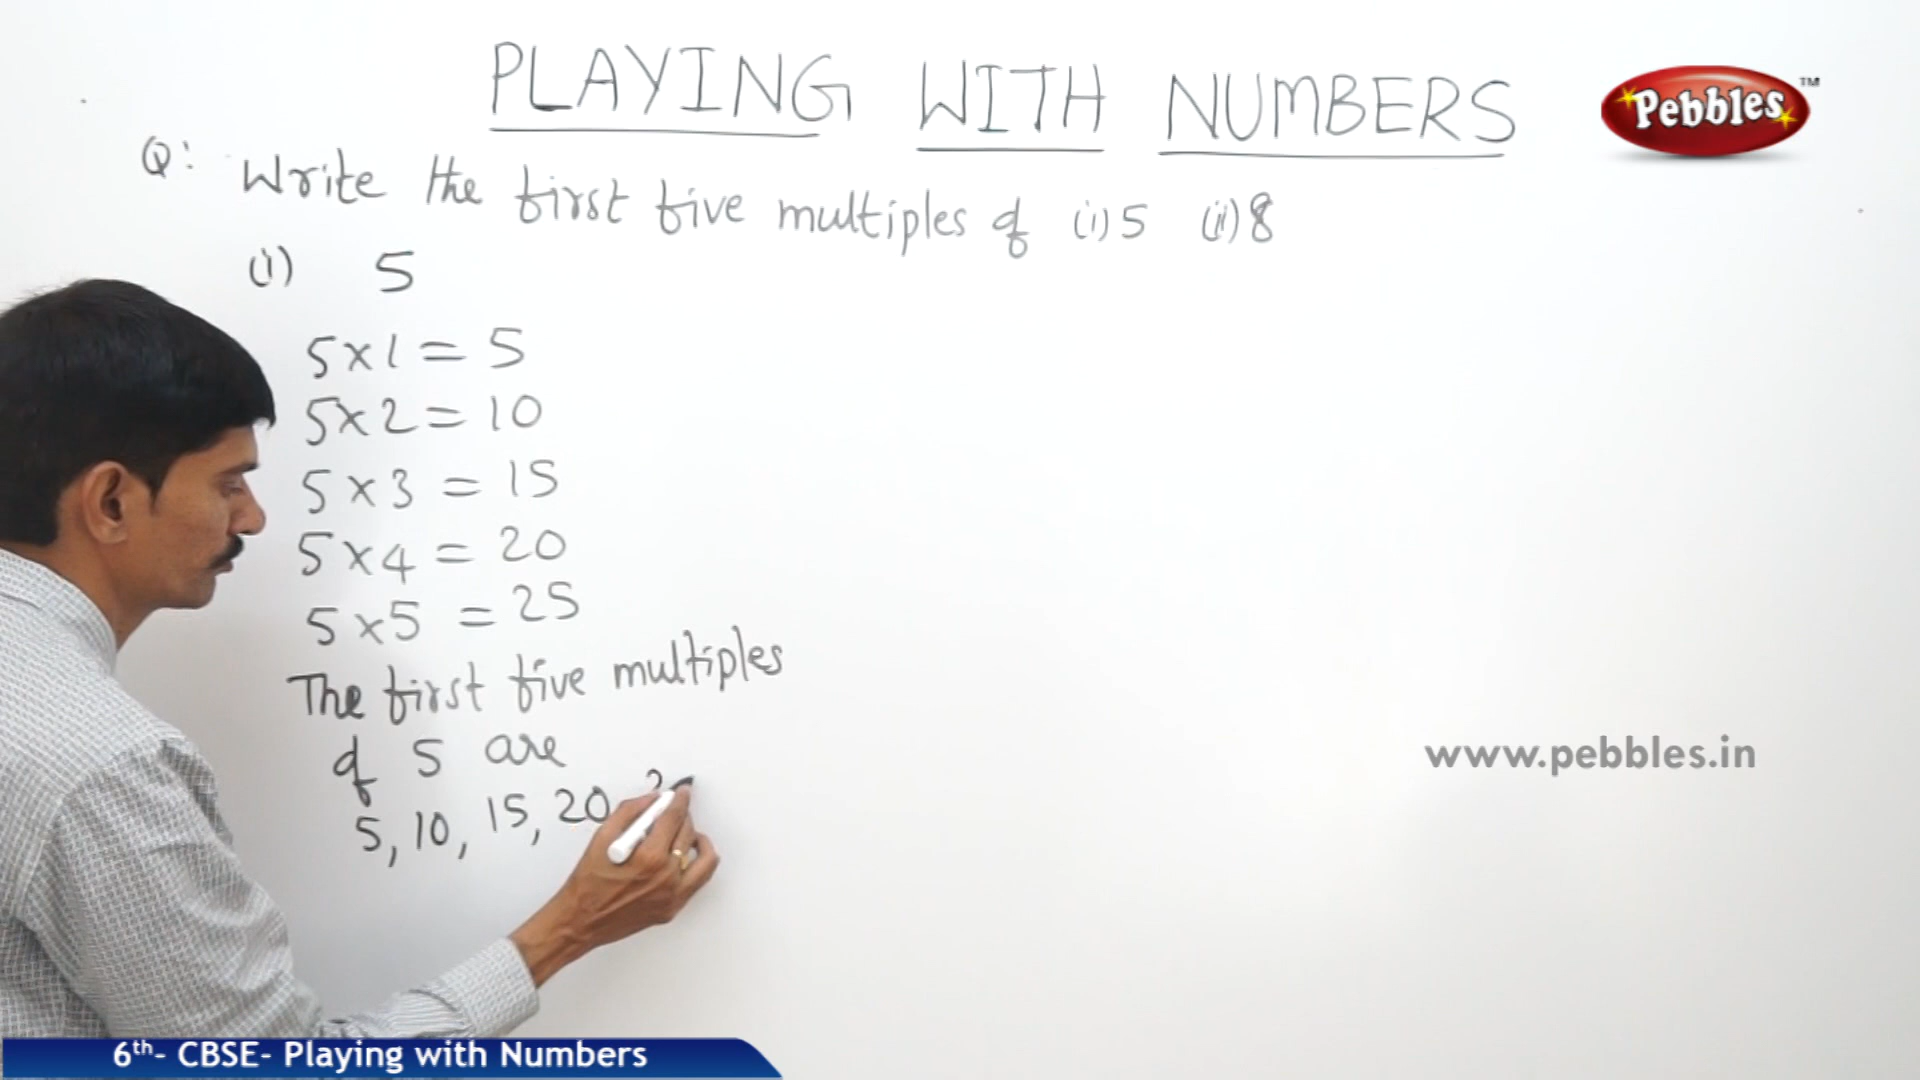 PLAYING WITH NUMBERS
Pebbles™
Q: Write the first five multiples of (i) 5 (ii) 8
(i) 5
5 x 1 = 5
5 x 2 = 10
5 x 3 = 15
5 x 4 = 20
5 x 5 = 25
The first five multiples
of 5 are
5, 10, 15, 20
www.pebbles.in
6th- CBSE- Playing with Numbers